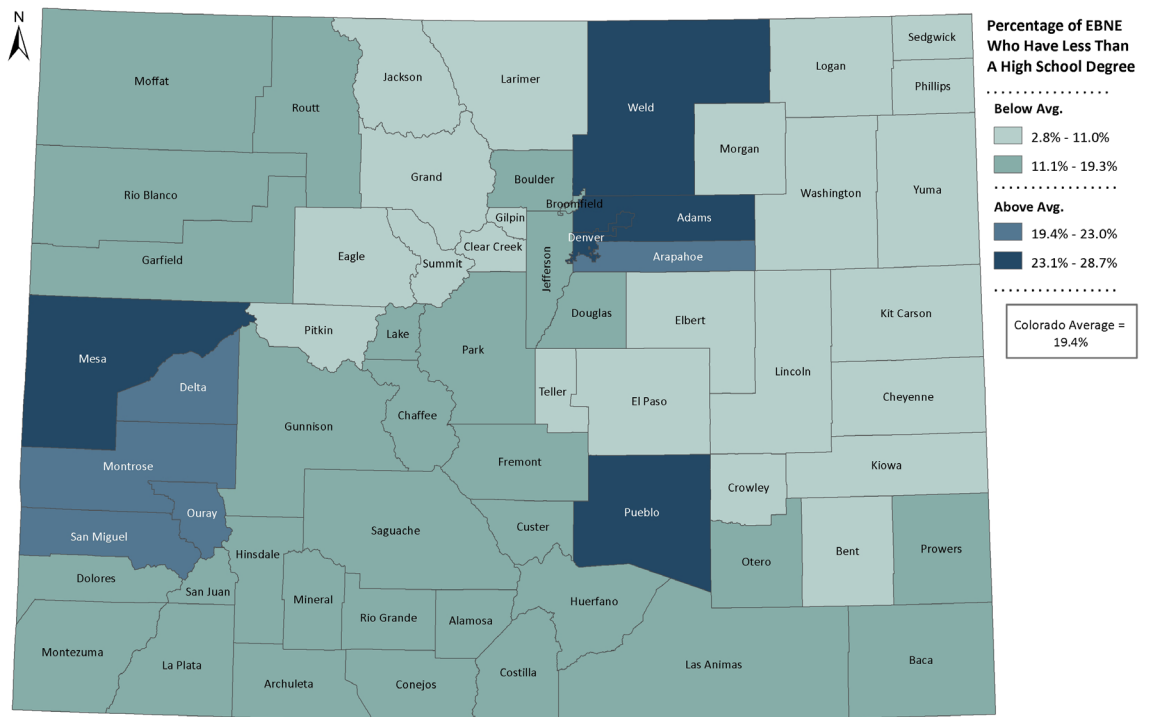 N
Percentage of EBNE
Who Have Less Than
A High School Degree
Below Avg.
2.8% - 11.0%
11.1% - 19.3%
Above Avg.
19.4% - 23.0%
23.1% - 28.7%
Colorado Average =
19.4%
Moffat
Routt
Jackson
Larimer
Weld
Logan
Sedgwick
Phillips
Morgan
Rio Blanco
Grand
Boulder
Washington
Yuma
Broomfield
Gilpin
Adams
Denver
Clear Creek
Garfield
Eagle
Summit
Jefferson
Arapahoe
Mesa
Pitkin
Lake
Park
Douglas
Elbert
Kit Carson
Delta
Teller
El Paso
Lincoln
Cheyenne
Gunnison
Chaffee
Montrose
Fremont
Kiowa
Crowley
Ouray
Pueblo
San Miguel
Saguache
Custer
Hinsdale
Otero
Bent
Prowers
Dolores
San Juan
Mineral
Rio Grande
Alamosa
Huerfano
Montezuma
La Plata
Archuleta
Conejos
Costilla
Las Animas
Baca